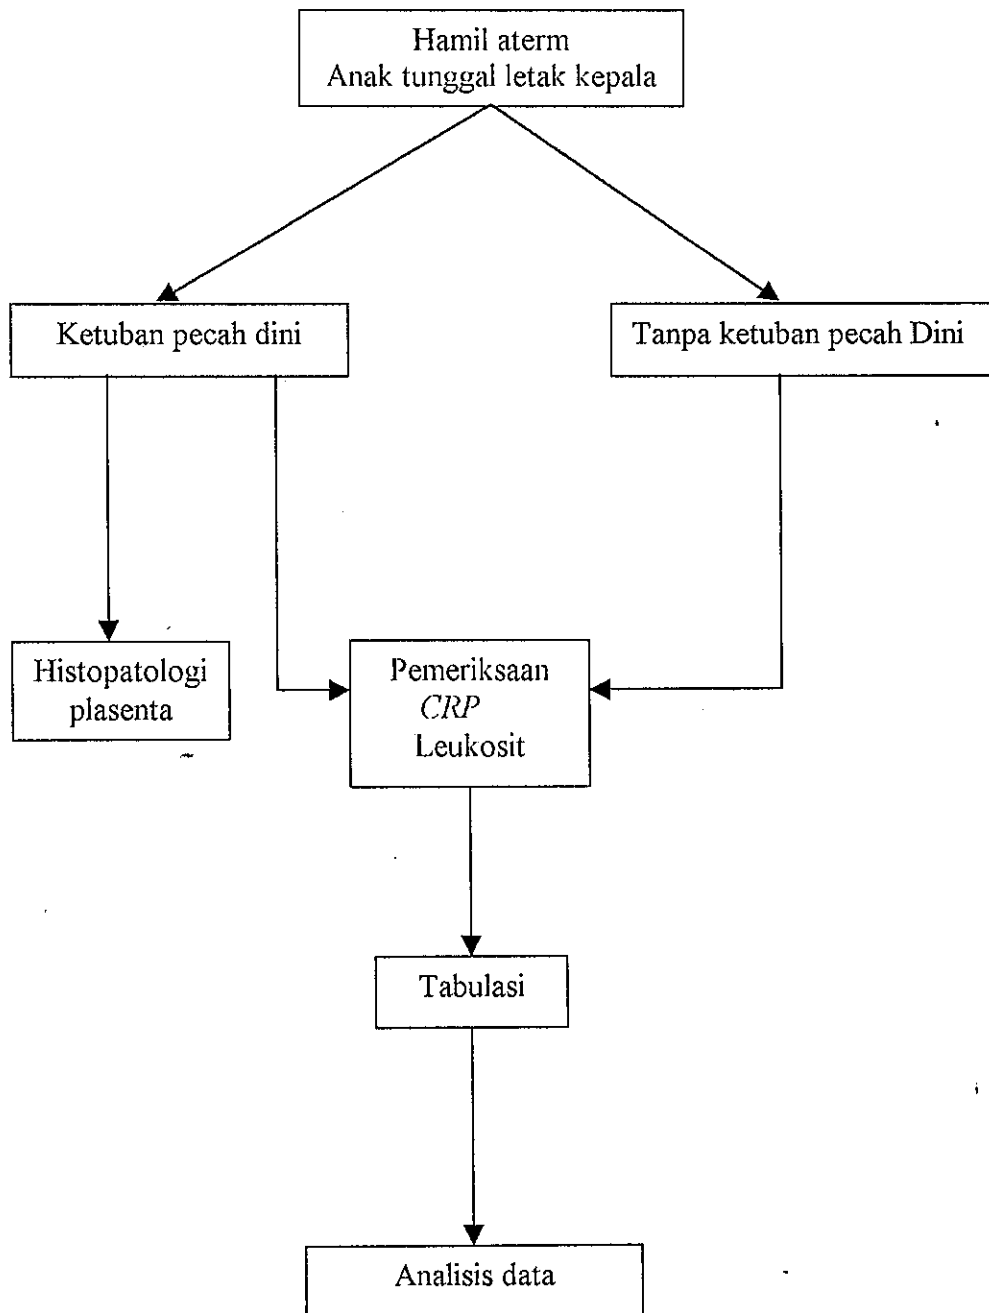 Hamil aterm
Anak tunggal letak kepala
Ketuban pecah dini
Tanpa ketuban pecah Dini
Histopatologi
plasenta
Pemeriksaan
CRP
Leukosit
Tabulasi
Analisis data